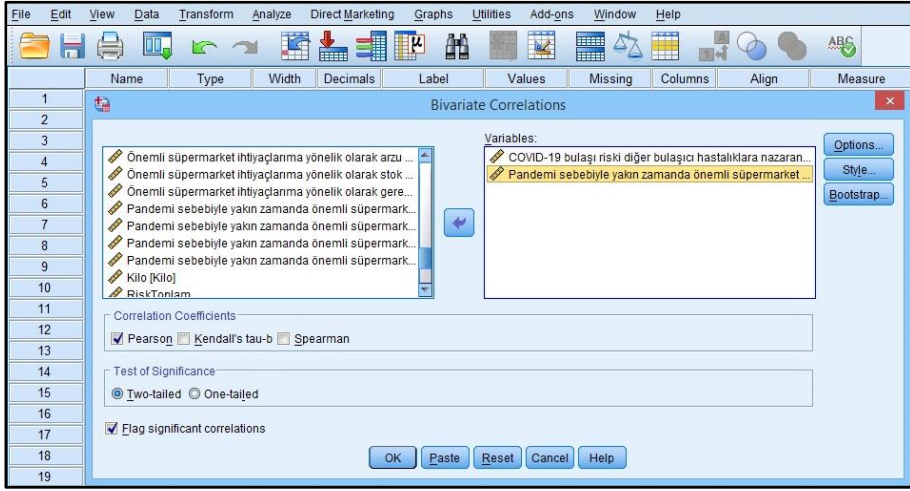 File Edit View Data Transform Analyze Direct Marketing Graphs Utilities Add-ons Window Help
Name Type Width Decimals Label Values Missing Columns Align Measure
Bivariate Correlations
Variables:
Önemli süpermarket ihtiyaçlarıma yönelik olarak arzu ...
Önemli süpermarket ihtiyaçlarıma yönelik olarak stok ...
Önemli süpermarket ihtiyaçlarıma yönelik olarak gere...
Pandemi sebebiyle yakın zamanda önemli süpermark...
Pandemi sebebiyle yakın zamanda önemli süpermark...
Pandemi sebebiyle yakın zamanda önemli süpermark...
Pandemi sebebiyle yakın zamanda önemli süpermark...
Kilo [Kilo]
RiskToplam
COVID-19 bulaşı riski diğer bulaşıcı hastalıklara nazaran...
Pandemi sebebiyle yakın zamanda önemli süpermarket ...
Options...
Style...
Bootstrap...
Correlation Coefficients
Pearson Kendall's tau-b Spearman
Test of Significance
Two-tailed One-tailed
Flag significant correlations
OK Paste Reset Cancel Help
1
2
3
4
5
6
7
8
9
10
11
12
13
14
15
16
17
18
19